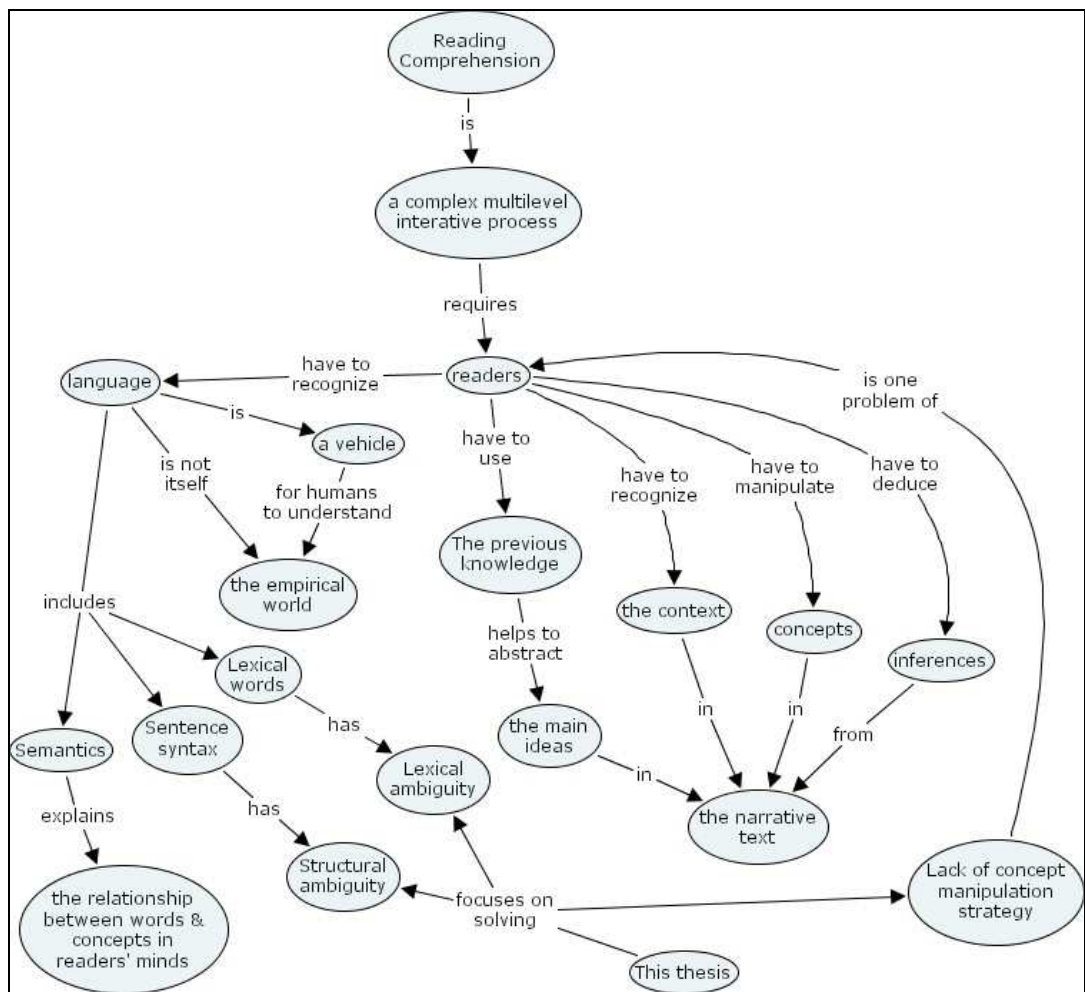 Reading
Comprehension
is
a complex multilevel
interative process
requires
readers
have to
recognize
language
is
a vehicle
is not
itself
for humans
to understand
the empirical
world
includes
Lexical
words
Sentence
syntax
Semantics
has
Lexical
ambiguity
has
Structural
ambiguity
explains
the relationship
between words &
concepts in
readers' minds
have to
use
The previous
knowledge
helps to
abstract
the main
ideas
in
have to
recognize
the context
in
have to
manipulate
concepts
in
have to
deduce
inferences
from
the narrative
text
is one
problem of
Lack of concept
manipulation
strategy
focuses on
solving
This thesis